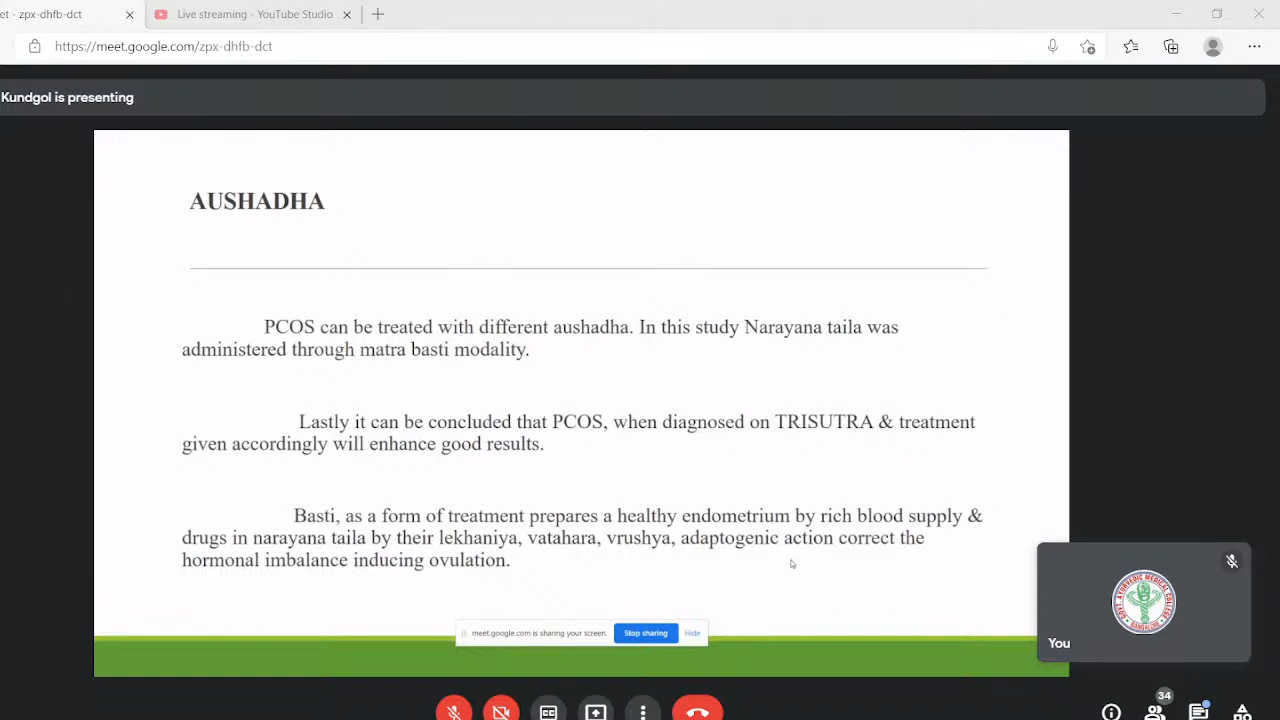 et - zpx-dhfb-dct
Live streaming - YouTube Studio
https://meet.google.com/zpx-dhfb-dct
Kundgol is presenting
AUSHADHA
PCOS can be treated with different aushadha. In this study Narayana taila was
administered through matra basti modality.
Lastly it can be concluded that PCOS, when diagnosed on TRISUTRA & treatment
given accordingly will enhance good results.
Basti, as a form of treatment prepares a healthy endometrium by rich blood supply &
drugs in narayana taila by their lekhaniya, vatahara, vrushya, adaptogenic action correct the
hormonal imbalance inducing ovulation.
meet.google.com is sharing your screen.
Stop sharing
Hide
You
CC
34